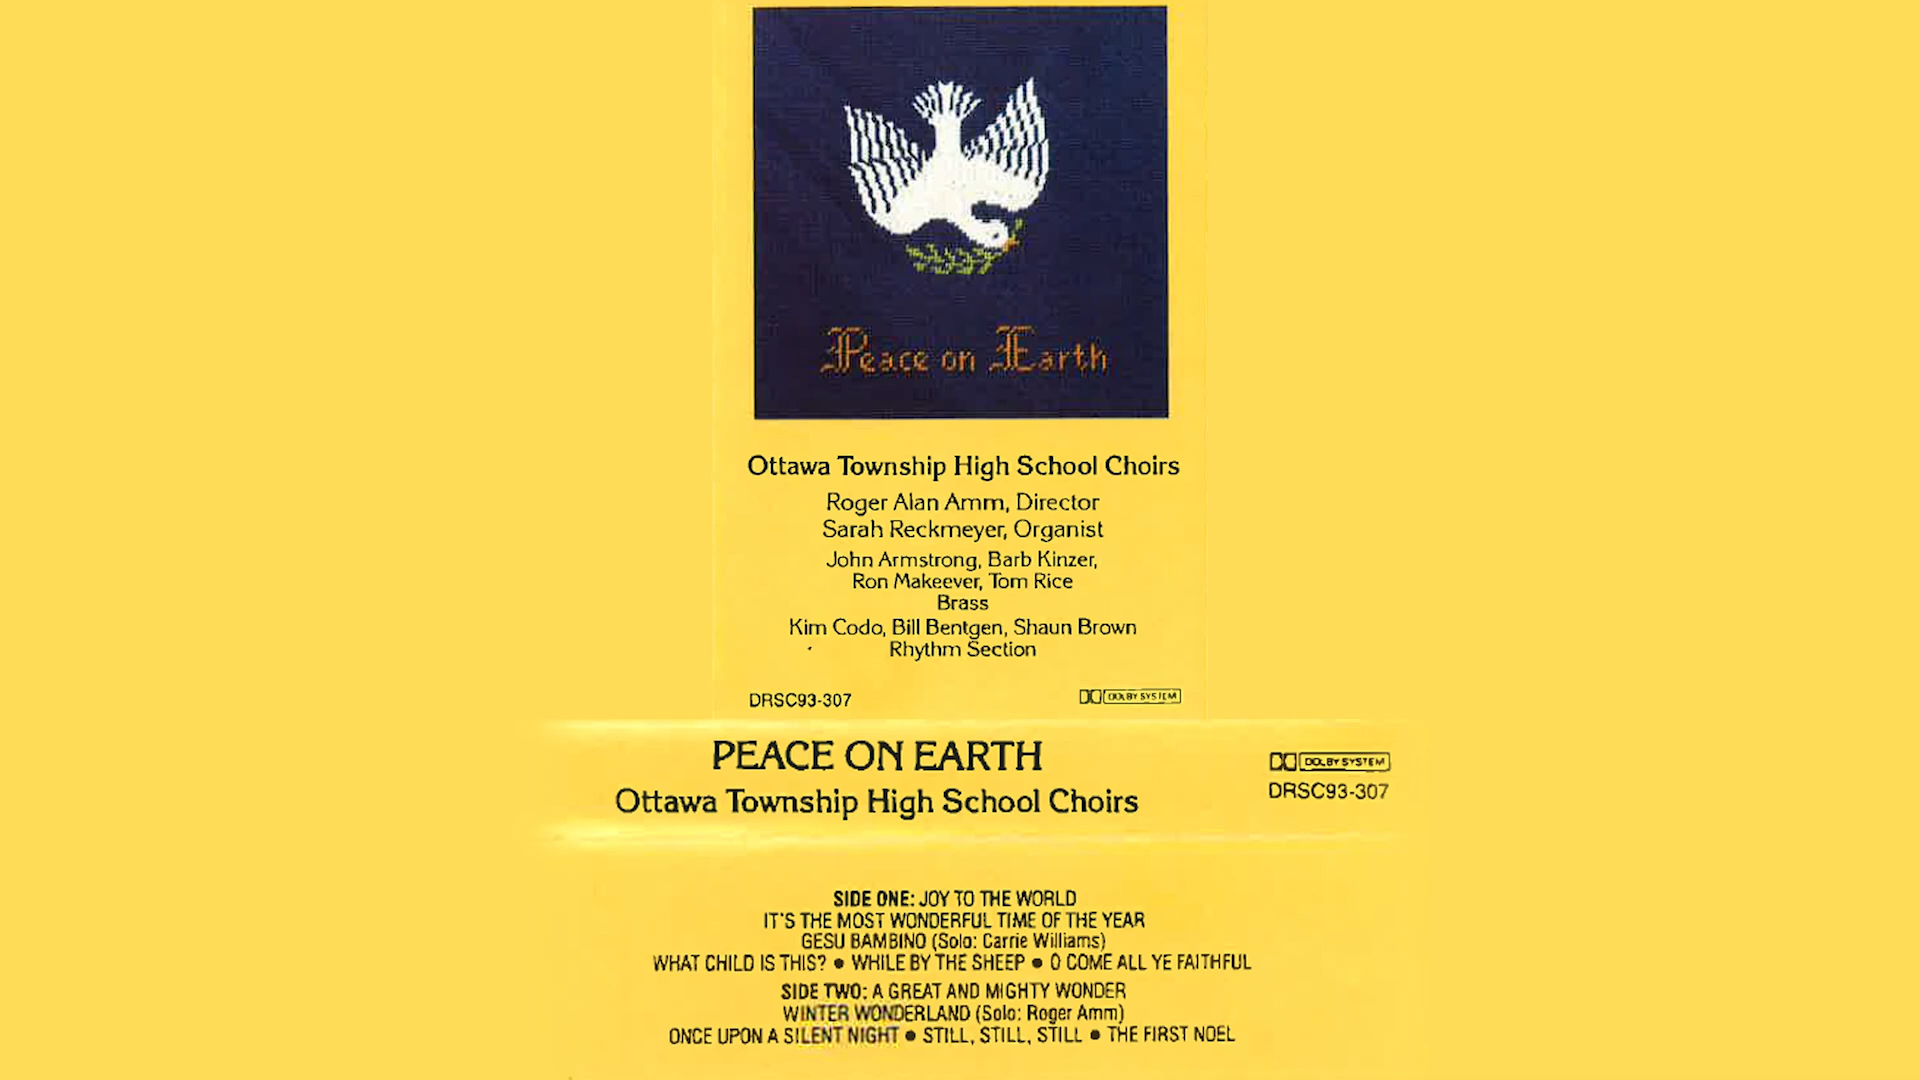 Peace on Earth
Ottawa Township High School Choirs
Roger Alan Amm, Director
Sarah Reckmeyer, Organist
John Armstrong, Barb Kinzer,
Ron Makeever, Tom Rice
Brass
Kim Codo, Bill Bentgen, Shaun Brown
Rhythm Section
DRSC93-307
DOLBY SYSTEM
PEACE ON EARTH
Ottawa Township High School Choirs
DOLBY SYSTEM
DRSC93-307
SIDE ONE: JOY TO THE WORLD
IT'S THE MOST WONDERFUL TIME OF THE YEAR
GESU BAMBINO (Solo: Carrie Williams)
WHAT CHILD IS THIS? ● WHILE BY THE SHEEP ● O COME ALL YE FAITHFUL
SIDE TWO: A GREAT AND MIGHTY WONDER
WINTER WONDERLAND (Solo: Roger Amm)
ONCE UPON A SILENT NIGHT ● STILL, STILL, STILL ● THE FIRST NOEL